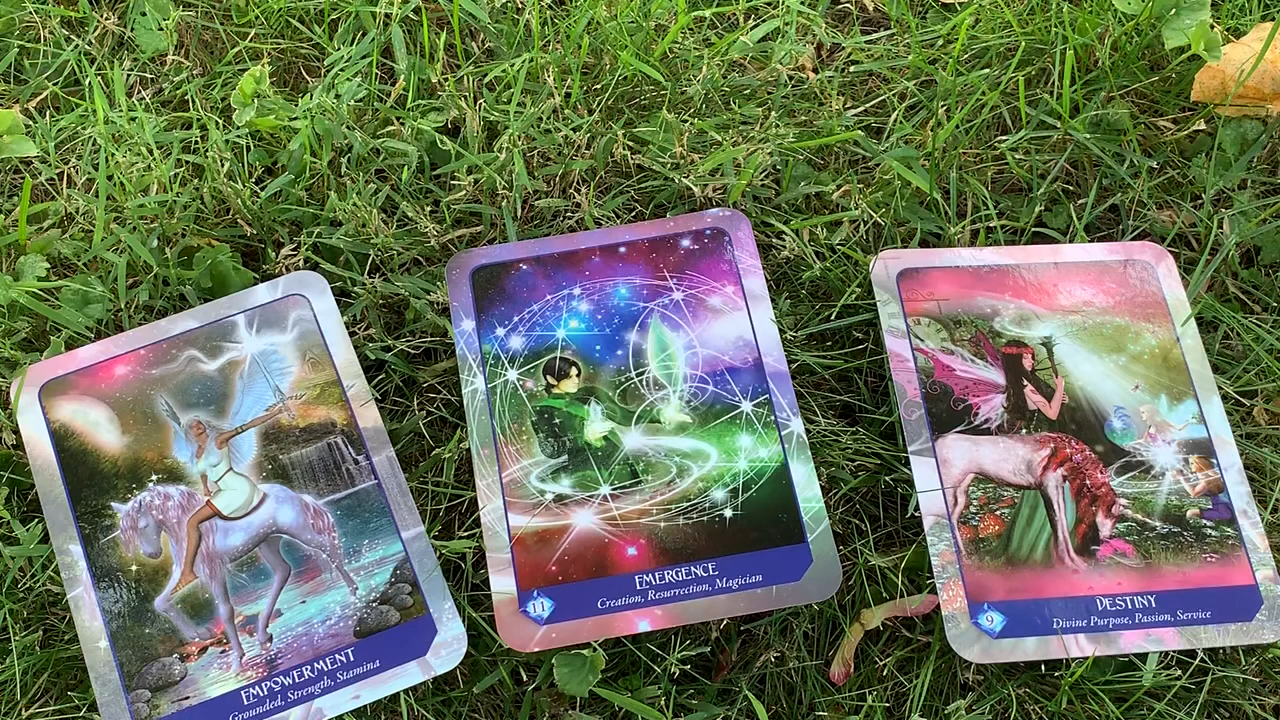 EMPOWERMENT
Grounded, Strength, Stamina
EMERGENCE
11
Creation, Resurrection, Magician
DESTINY
9
Divine Purpose, Passion, Service